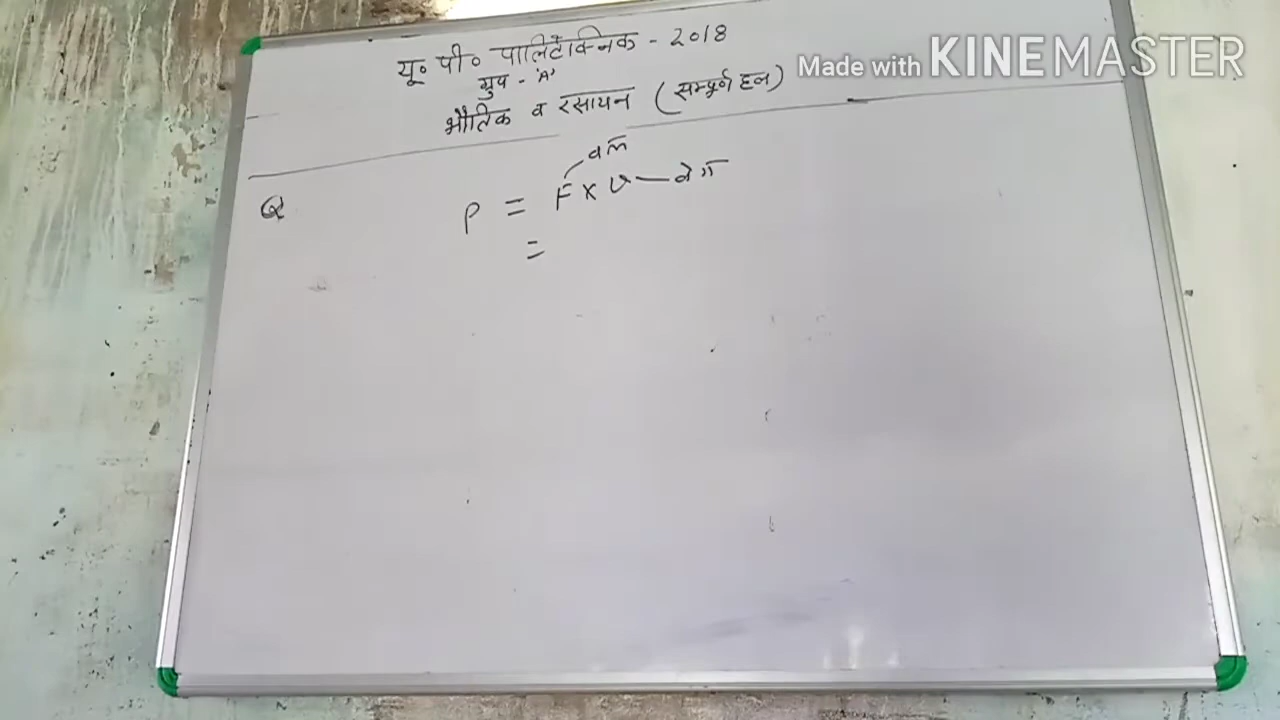 यू॰ पी॰ पालिटेक्निक - 2018
Made with KINEMASTER
ग्रुप - 'A'
भौतिक व रसायन (सम्पूर्ण हल)
बल
Q P = F x v — वेग
=